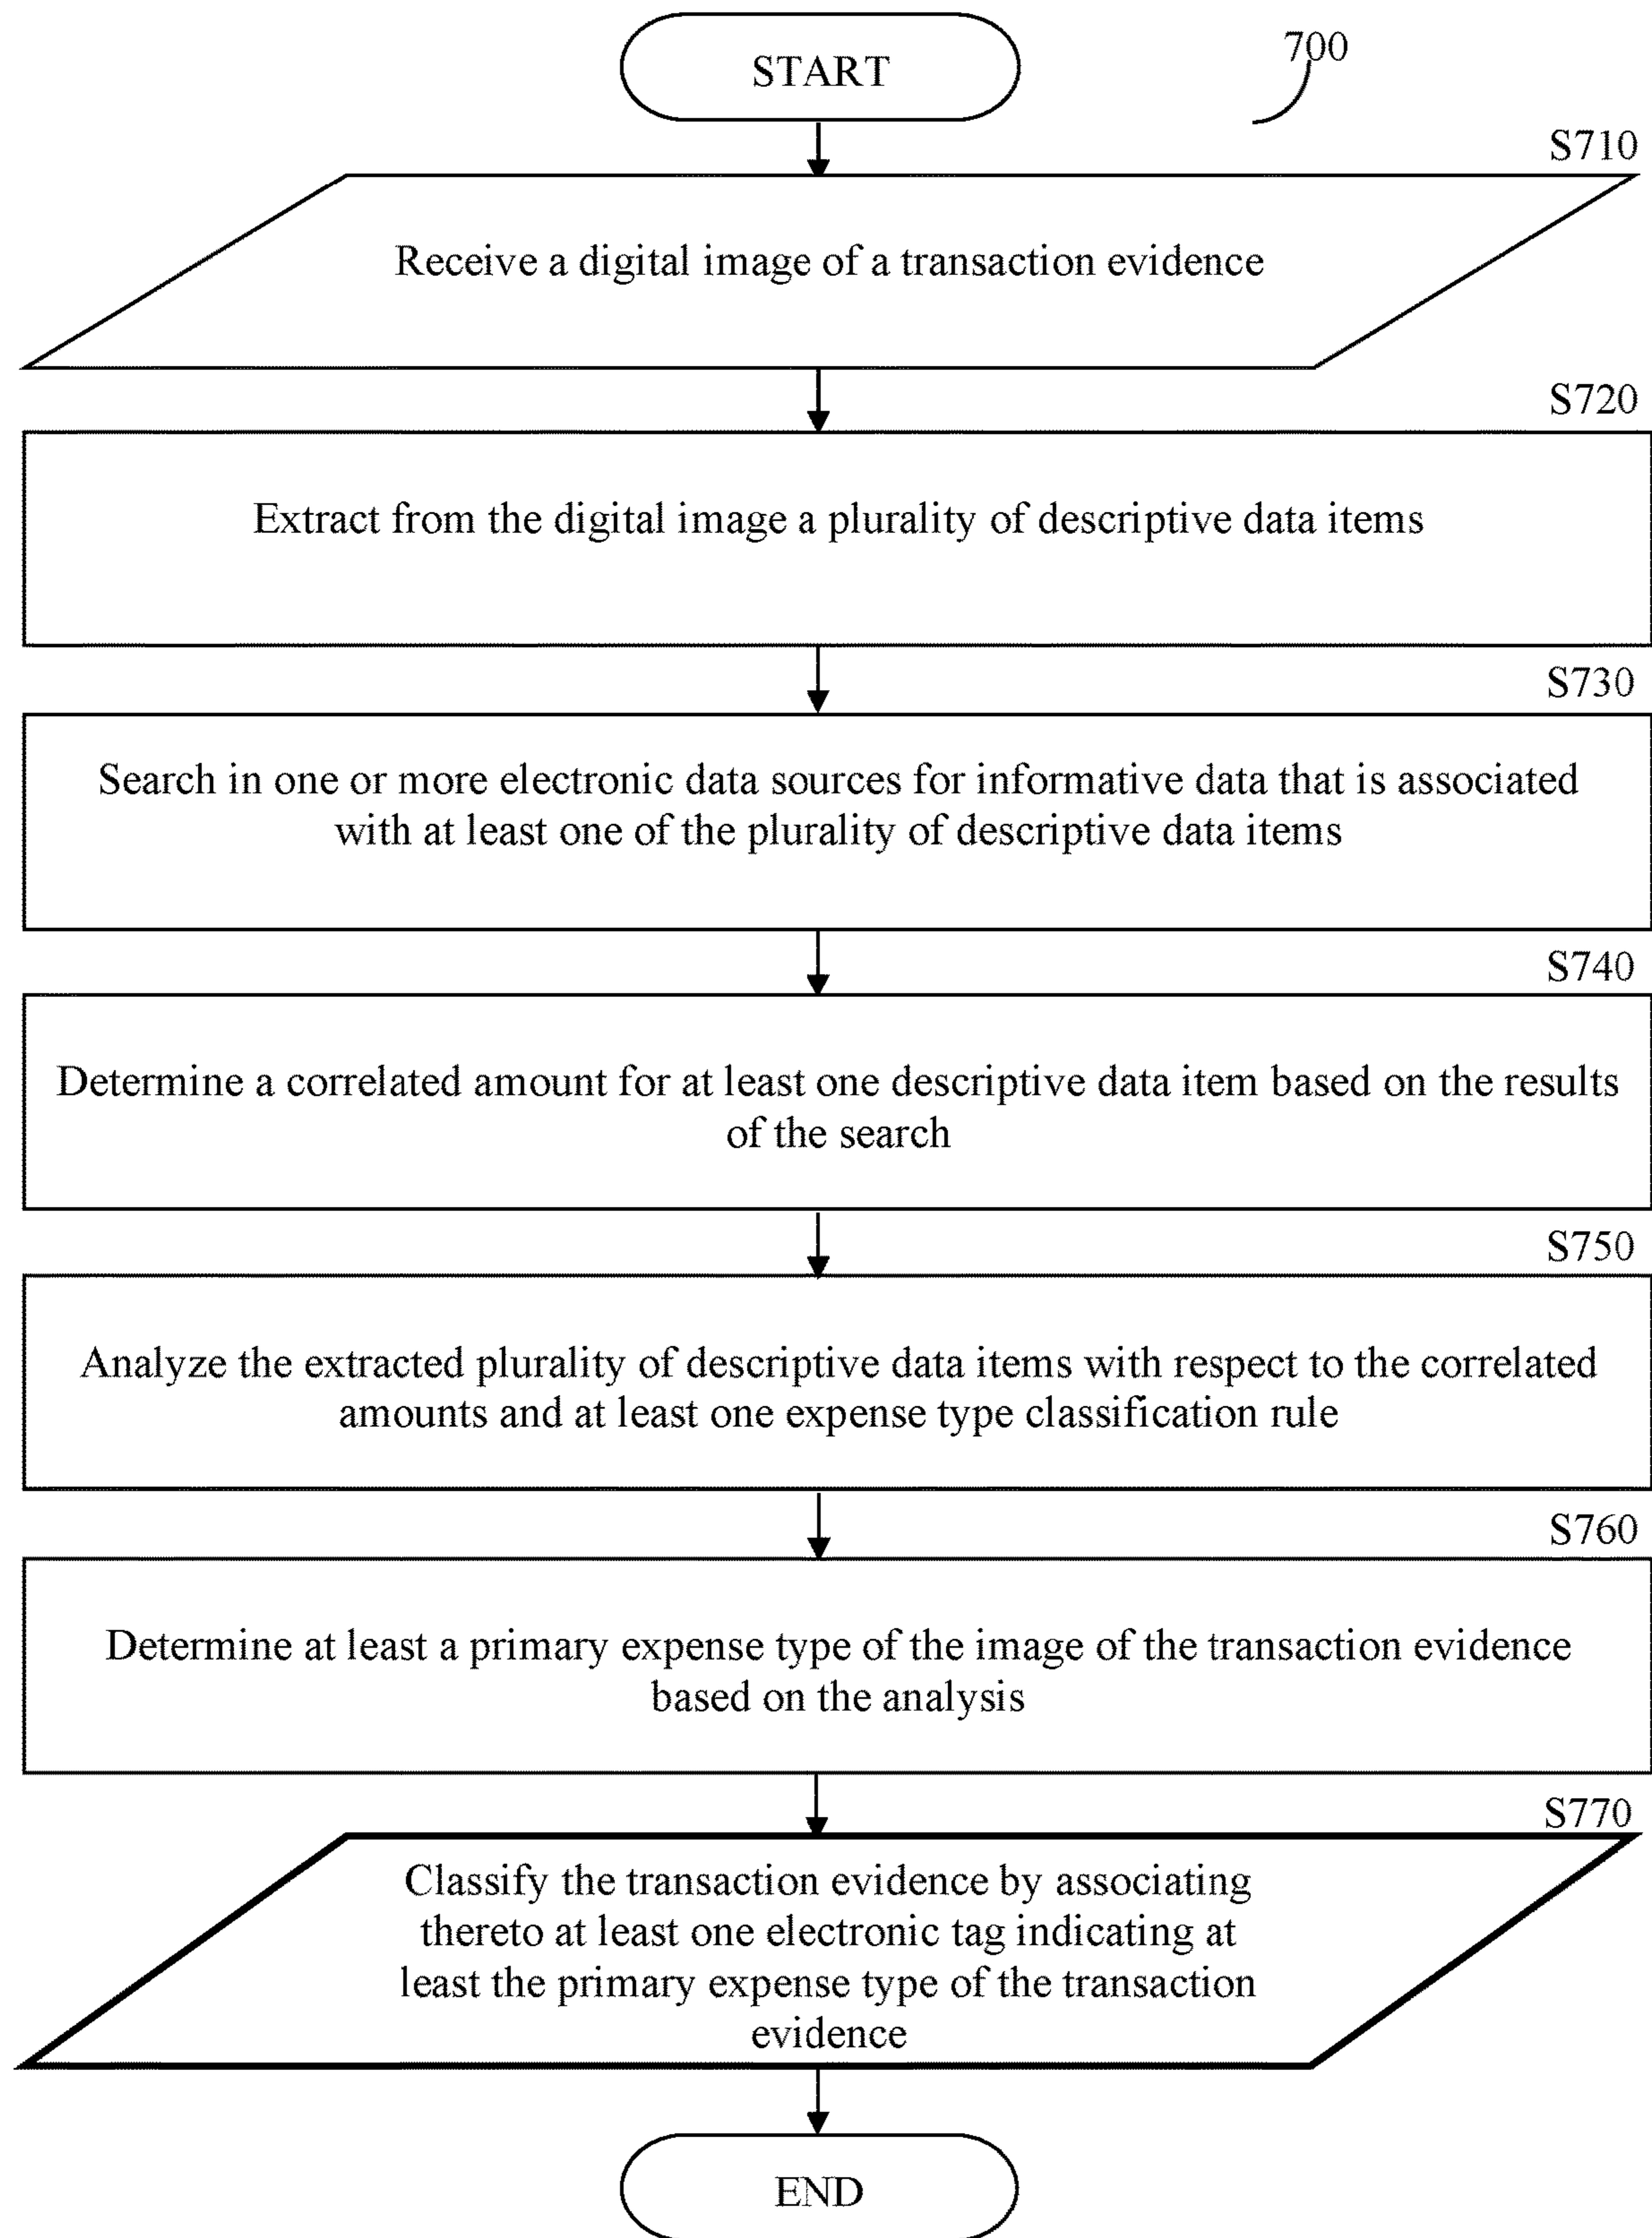 START
700
S710
Receive a digital image of a transaction evidence
S720
Extract from the digital image a plurality of descriptive data items
S730
Search in one or more electronic data sources for informative data that is associated
with at least one of the plurality of descriptive data items
S740
Determine a correlated amount for at least one descriptive data item based on the results
of the search
S750
Analyze the extracted plurality of descriptive data items with respect to the correlated
amounts and at least one expense type classification rule
S760
Determine at least a primary expense type of the image of the transaction evidence
based on the analysis
S770
Classify the transaction evidence by associating
thereto at least one electronic tag indicating at
least the primary expense type of the transaction
evidence
END